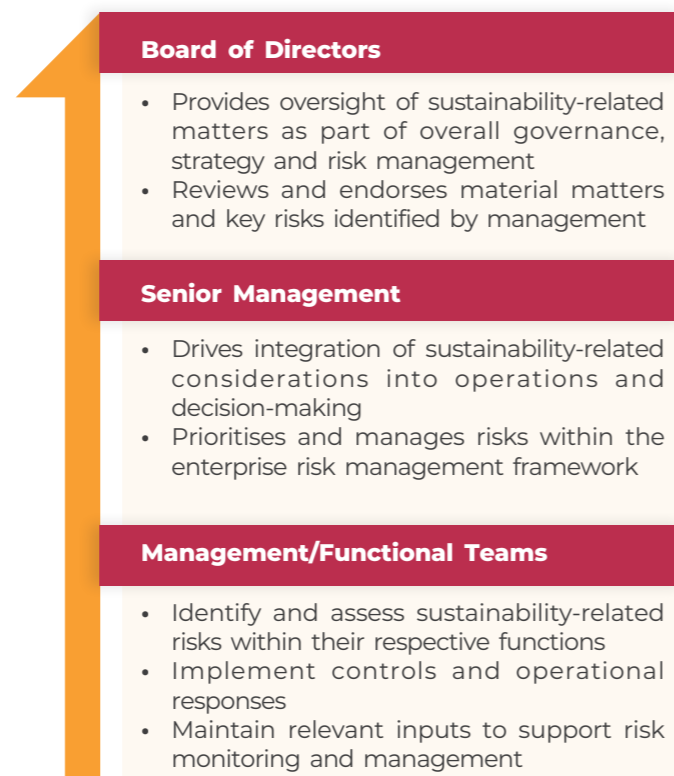 Board of Directors
• Provides oversight of sustainability-related
matters as part of overall governance,
strategy and risk management
• Reviews and endorses material matters
and key risks identified by management
Senior Management
• Drives integration of sustainability-related
considerations into operations and
decision-making
• Prioritises and manages risks within the
enterprise risk management framework
Management/Functional Teams
• Identify and assess sustainability-related
risks within their respective functions
• Implement controls and operational
responses
• Maintain relevant inputs to support risk
monitoring and management